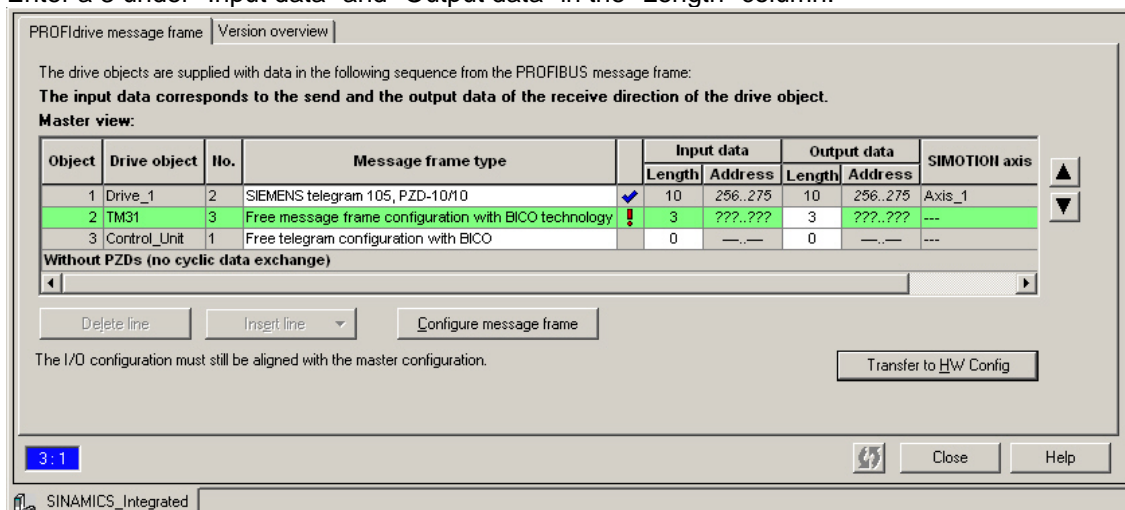 Enter a 3 under "Input data" and "Output data" in the "Length" column.
PROFIdrive message frame Version overview
The drive objects are supplied with data in the following sequence from the PROFIBUS message frame:
The input data corresponds to the send and the output data of the receive direction of the drive object.
Master view:
Object Drive object No. Message frame type Input data Output data SIMOTION axis
Length Address Length Address
1 Drive_1 2 SIEMENS telegram 105, PZD-10/10 10 256..275 10 256..275 Axis_1
2 TM31 3 Free message frame configuration with BICO technology 3 ???..??? 3 ???..??? ---
3 Control_Unit 1 Free telegram configuration with BICO 0 —..— 0 —..— ---
Without PZDs (no cyclic data exchange)
Delete line Insert line Configure message frame
The I/O configuration must still be aligned with the master configuration.
Transfer to HW Config
3:1 Close Help
SINAMICS_Integrated